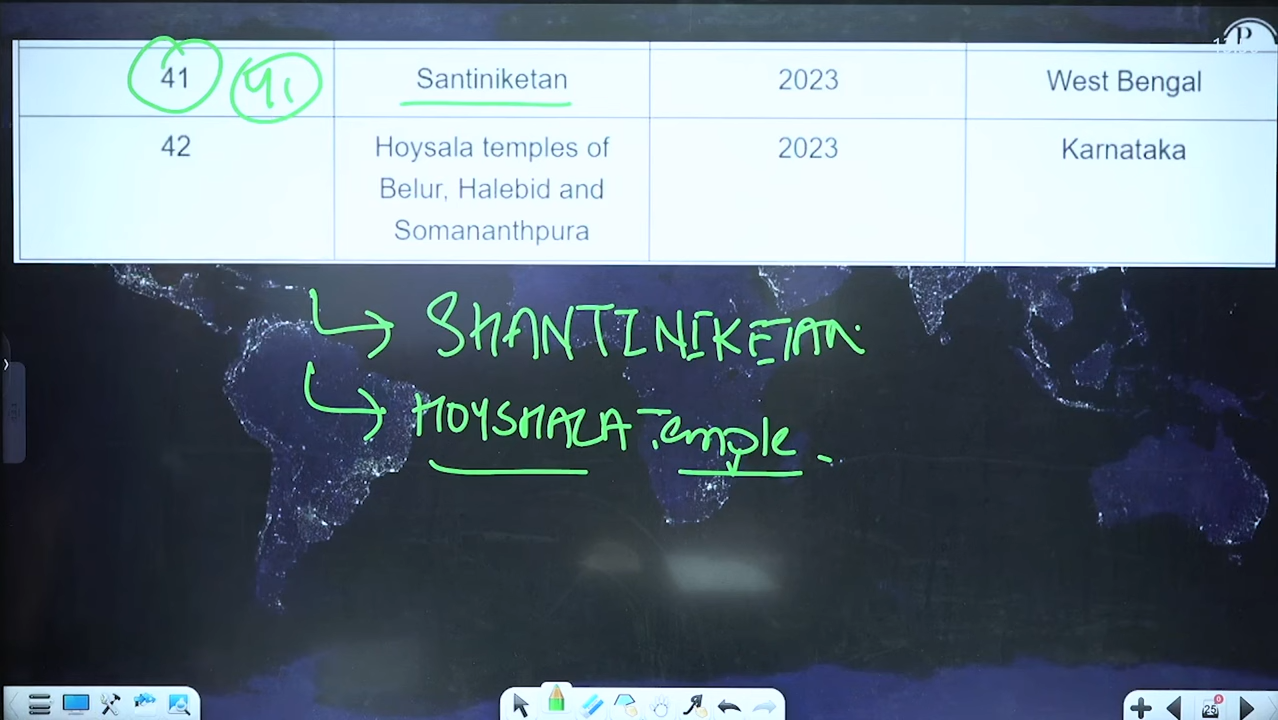 41 41 Santiniketan 2023 West Bengal
42 Hoysala temples of 2023 Karnataka
Belur, Halebid and
Somananthpura
SHANTINIKETAN
HOYSHALA Temple.
25